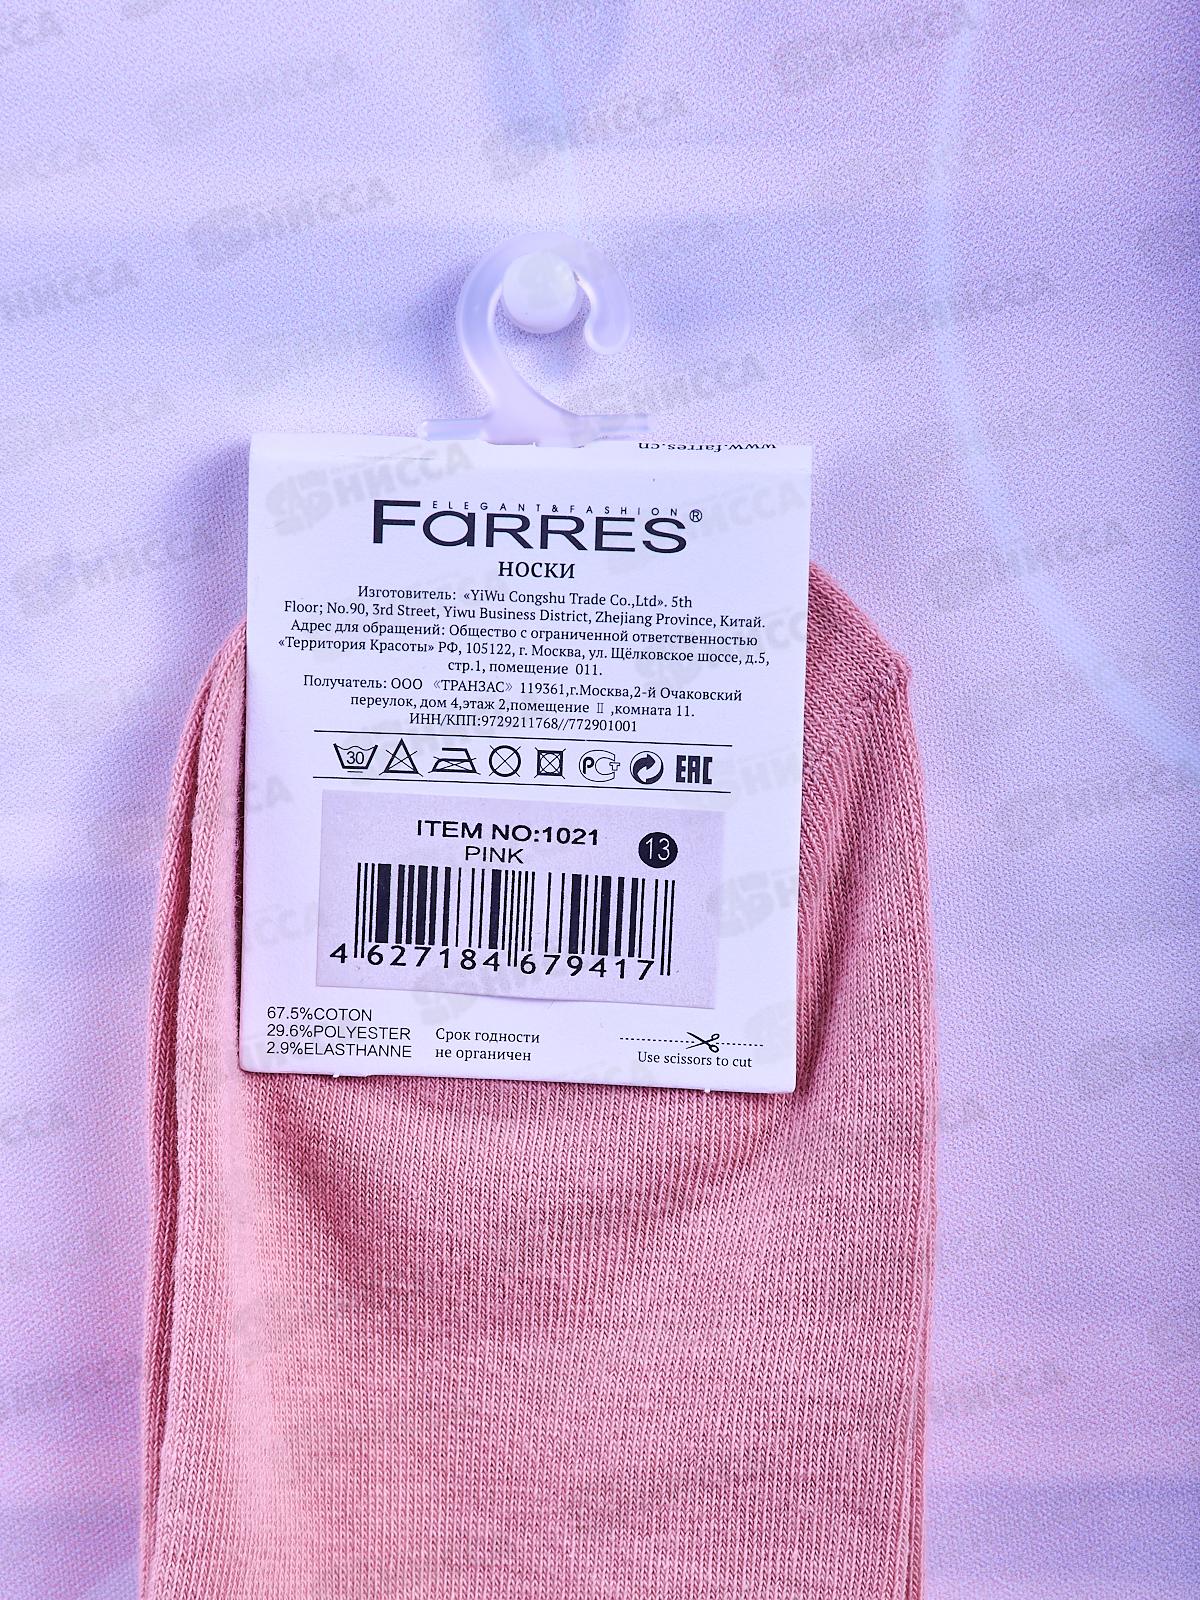 www.farres.cn
ELEGANT&FASHION
FaRRES®
НОСКИ
Изготовитель: «YiWu Congshu Trade Co.,Ltd». 5th
Floor; No.90, 3rd Street, Yiwu Business District, Zhejiang Province, Китай.
Адрес для обращений: Общество с ограниченной ответственностью
«Территория Красоты» РФ, 105122, г. Москва, ул. Щёлковское шоссе, д.5,
стр.1, помещение 011.
Получатель: ООО 《ТРАНЗАС》 119361,г.Москва,2-й Очаковский
переулок, дом 4,этаж 2,помещение Ⅱ ,комната 11.
ИНН/КПП:9729211768//772901001
30 РСТ EAC
ITEM NO:1021
PINK
13
4 627184 679417
67.5%COTON
29.6%POLYESTER
2.9%ELASTHANNE
Срок годности
не органичен
Use scissors to cut
АННИССА